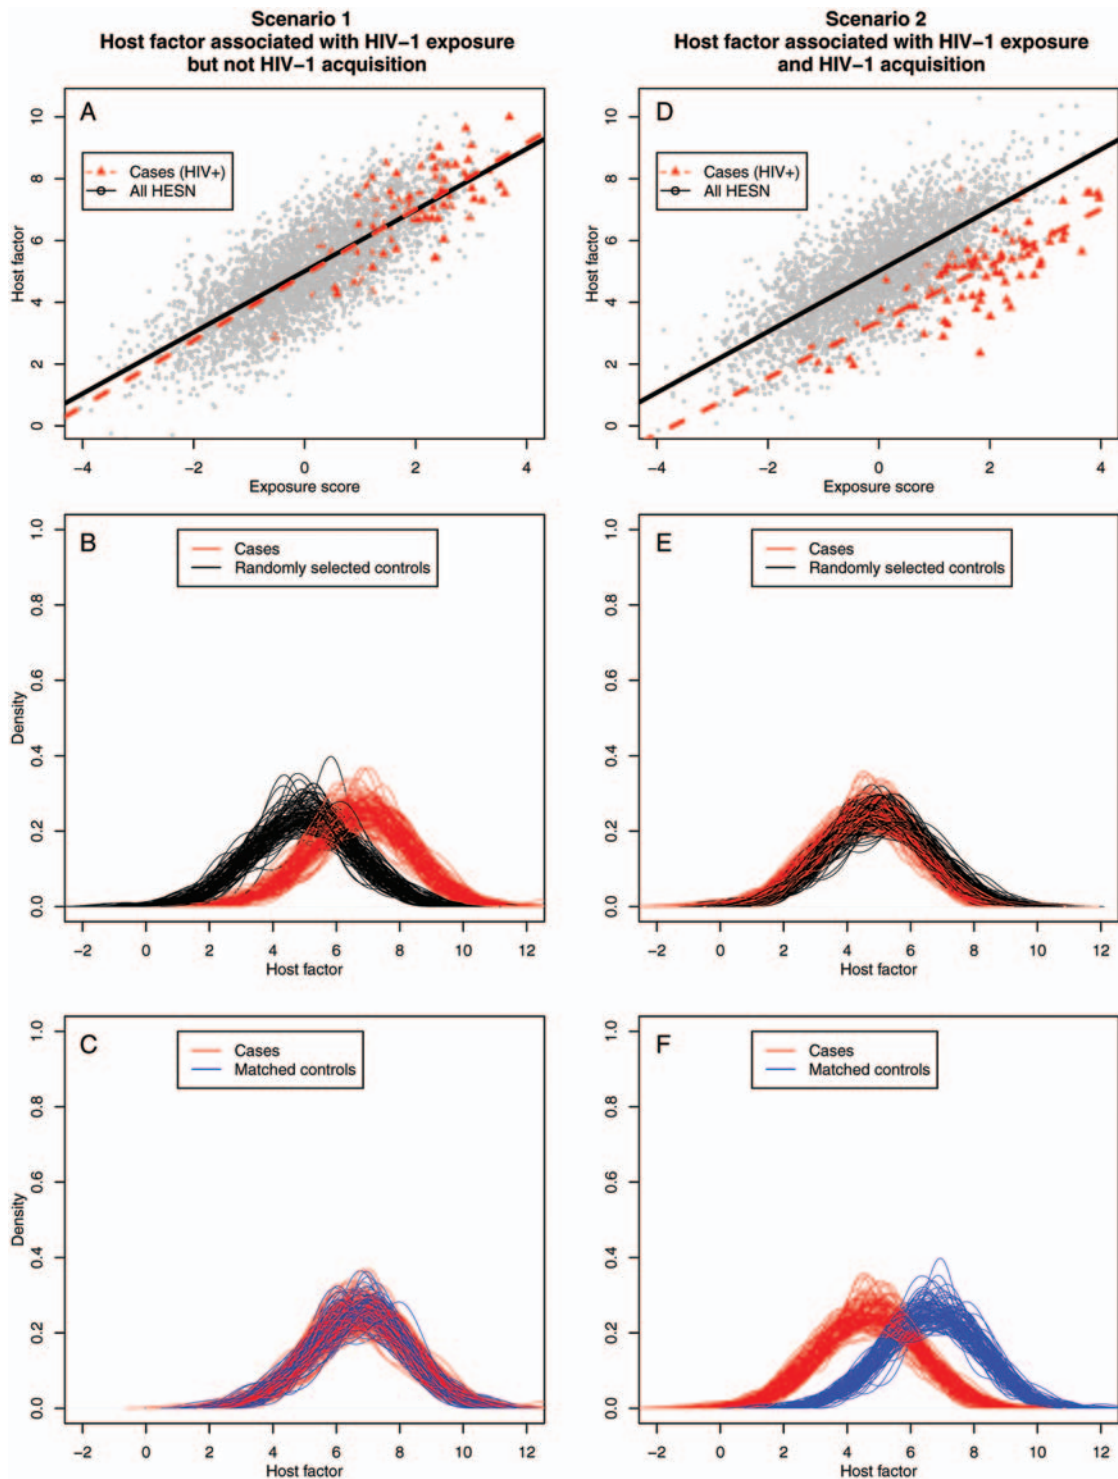 Scenario 1
Host factor associated with HIV−1 exposure
but not HIV−1 acquisition
Scenario 2
Host factor associated with HIV−1 exposure
and HIV−1 acquisition
A
Cases (HIV+)
All HESN
Host factor
0 2 4 6 8 10
−4 −2 0 2 4
Exposure score
D
Cases (HIV+)
All HESN
Host factor
0 2 4 6 8 10
−4 −2 0 2 4
Exposure score
B
Cases
Randomly selected controls
Density
0.0 0.2 0.4 0.6 0.8 1.0
−2 0 2 4 6 8 10 12
Host factor
E
Cases
Randomly selected controls
0.0 0.2 0.4 0.6 0.8 1.0
−2 0 2 4 6 8 10 12
Host factor
C
Cases
Matched controls
Density
0.0 0.2 0.4 0.6 0.8 1.0
−2 0 2 4 6 8 10 12
Host factor
F
Cases
Matched controls
0.0 0.2 0.4 0.6 0.8 1.0
−2 0 2 4 6 8 10 12
Host factor